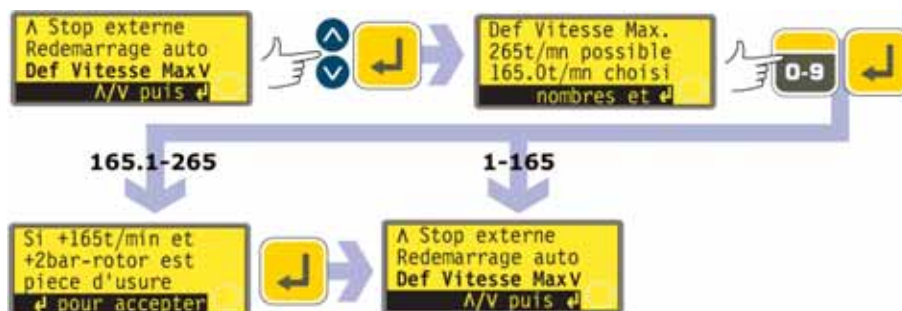 Λ Stop externe
Redemarrage auto
Def Vitesse Max V
Λ/V puis ↲
Def Vitesse Max.
265t/mn possible
165.0t/mn choisi
nombres et ↲
0-9
165.1-265
1-165
Si +165t/min et
+2bar-rotor est
piece d'usure
↲ pour accepter
Λ Stop externe
Redemarrage auto
Def Vitesse Max V
Λ/V puis ↲